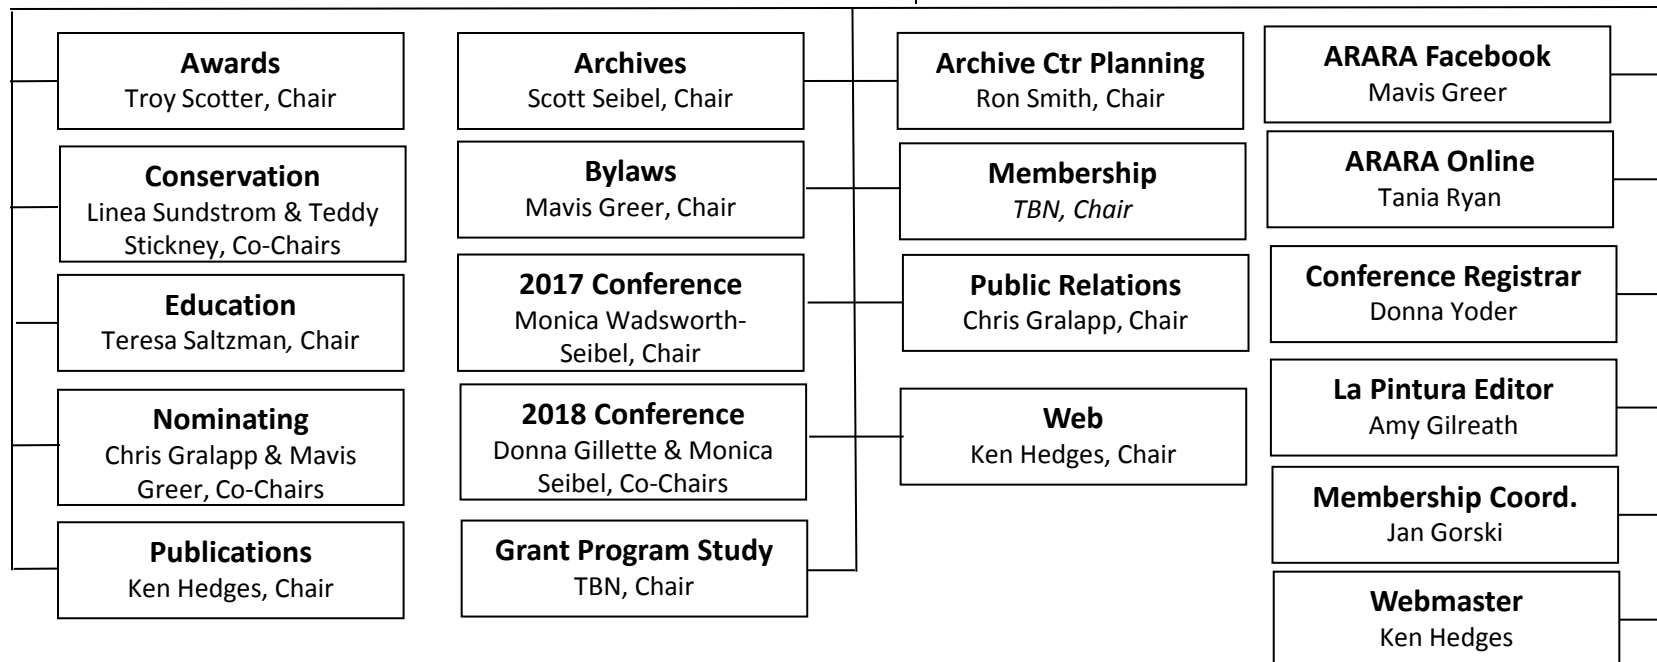 Awards
Troy Scotter, Chair
Conservation
Linea Sundstrom & Teddy
Stickney, Co-Chairs
Education
Teresa Saltzman, Chair
Nominating
Chris Gralapp & Mavis
Greer, Co-Chairs
Publications
Ken Hedges, Chair
Archives
Scott Seibel, Chair
Bylaws
Mavis Greer, Chair
2017 Conference
Monica Wadsworth-
Seibel, Chair
2018 Conference
Donna Gillette & Monica
Seibel, Co-Chairs
Grant Program Study
TBN, Chair
Archive Ctr Planning
Ron Smith, Chair
Membership
TBN, Chair
Public Relations
Chris Gralapp, Chair
Web
Ken Hedges, Chair
ARARA Facebook
Mavis Greer
ARARA Online
Tania Ryan
Conference Registrar
Donna Yoder
La Pintura Editor
Amy Gilreath
Membership Coord.
Jan Gorski
Webmaster
Ken Hedges